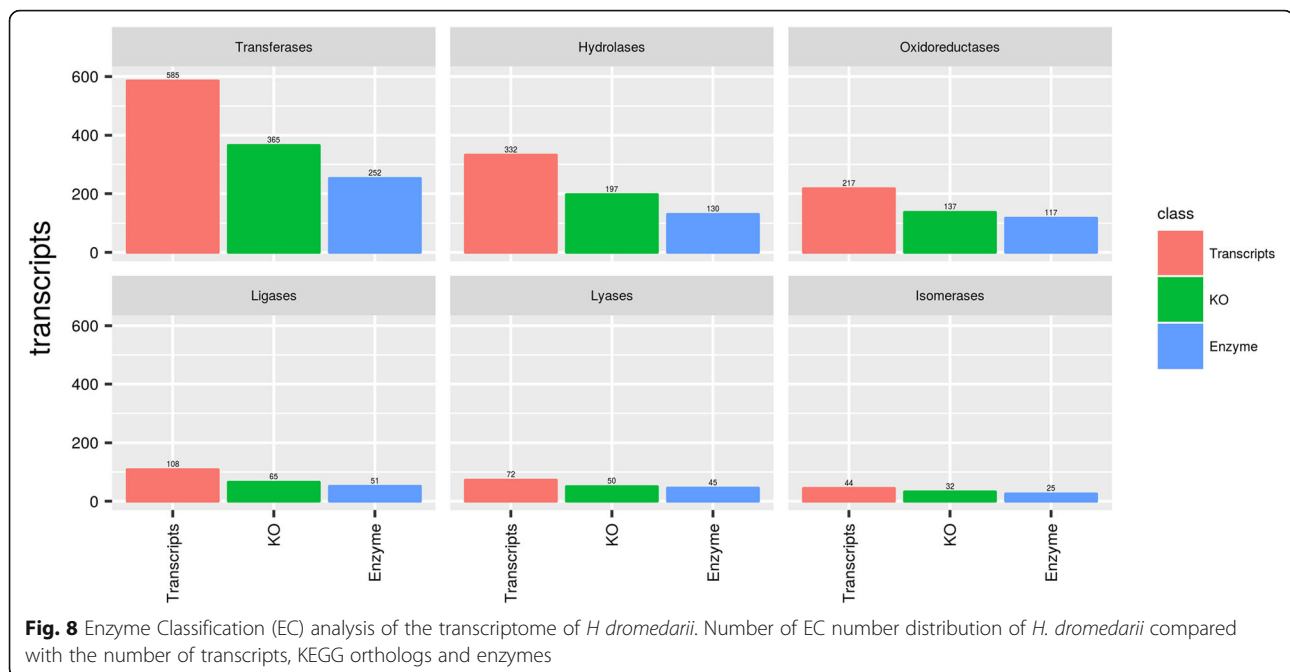 Transferases
Hydrolases
Oxidoreductases
600
400
200
0
585
365
252
332
197
130
217
137
117
Ligases
Lyases
Isomerases
600
400
200
0
108
65
51
72
50
45
44
32
25
transcripts
Transcripts
KO
Enzyme
Transcripts
KO
Enzyme
Transcripts
KO
Enzyme
class
Transcripts
KO
Enzyme
Fig. 8 Enzyme Classification (EC) analysis of the transcriptome of H dromedarii. Number of EC number distribution of H. dromedarii compared
with the number of transcripts, KEGG orthologs and enzymes